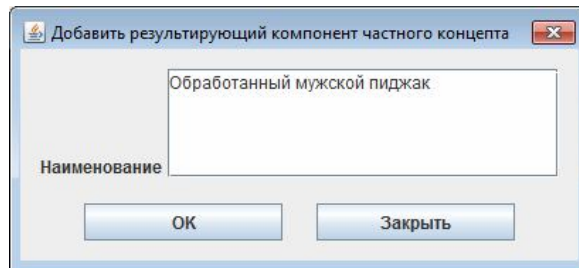 Добавить результирующий компонент частного концепта
Обработанный мужской пиджак
Наименование
OK
Закрыть